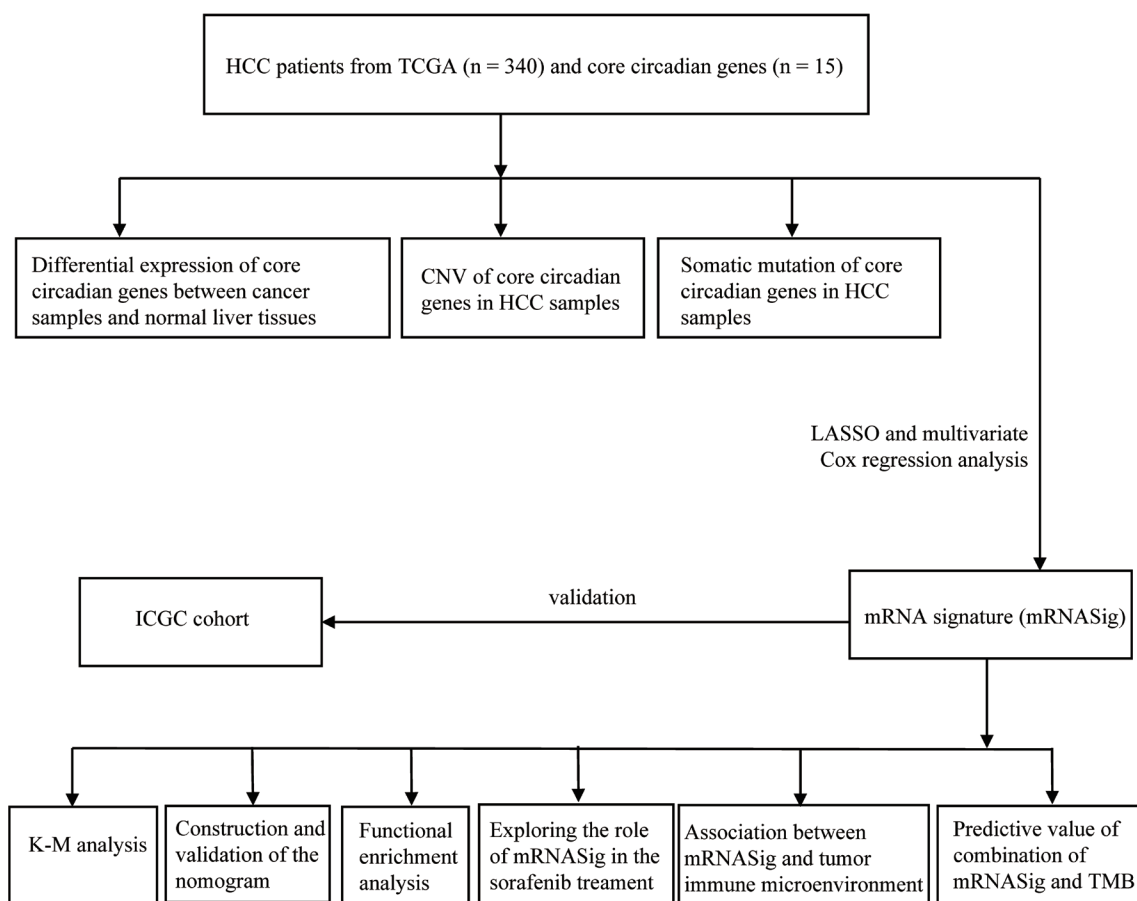 HCC patients from TCGA (n = 340) and core circadian genes (n = 15)
Differential expression of core
circadian genes between cancer
samples and normal liver tissues
CNV of core circadian
genes in HCC samples
Somatic mutation of core
circadian genes in HCC
samples
LASSO and multivariate
Cox regression analysis
ICGC cohort
validation
mRNA signature (mRNASig)
K-M analysis
Construction and
validation of the
nomogram
Functional
enrichment
analysis
Exploring the role
of mRNASig in the
sorafenib treament
Association between
mRNASig and tumor
immune microenvironment
Predictive value of
combination of
mRNASig and TMB